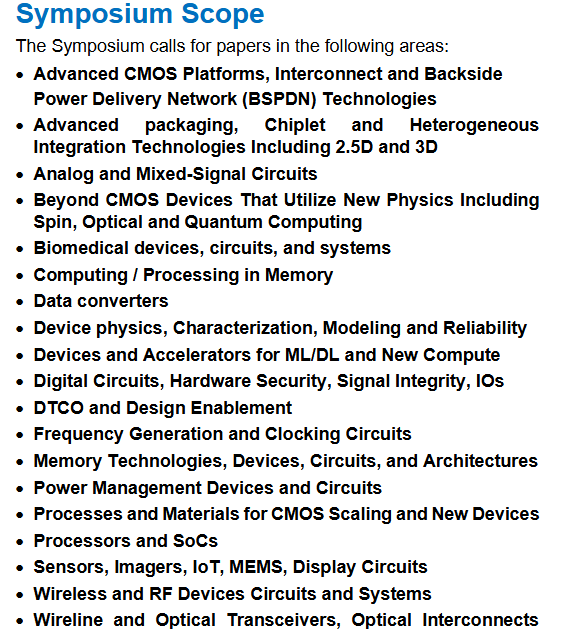 Symposium Scope
The Symposium calls for papers in the following areas:
• Advanced CMOS Platforms, Interconnect and Backside
Power Delivery Network (BSPDN) Technologies
• Advanced packaging, Chiplet and Heterogeneous
Integration Technologies Including 2.5D and 3D
• Analog and Mixed-Signal Circuits
• Beyond CMOS Devices That Utilize New Physics Including
Spin, Optical and Quantum Computing
• Biomedical devices, circuits, and systems
• Computing / Processing in Memory
• Data converters
• Device physics, Characterization, Modeling and Reliability
• Devices and Accelerators for ML/DL and New Compute
• Digital Circuits, Hardware Security, Signal Integrity, IOs
• DTCO and Design Enablement
• Frequency Generation and Clocking Circuits
• Memory Technologies, Devices, Circuits, and Architectures
• Power Management Devices and Circuits
• Processes and Materials for CMOS Scaling and New Devices
• Processors and SoCs
• Sensors, Imagers, IoT, MEMS, Display Circuits
• Wireless and RF Devices Circuits and Systems
• Wireline and Optical Transceivers, Optical Interconnects